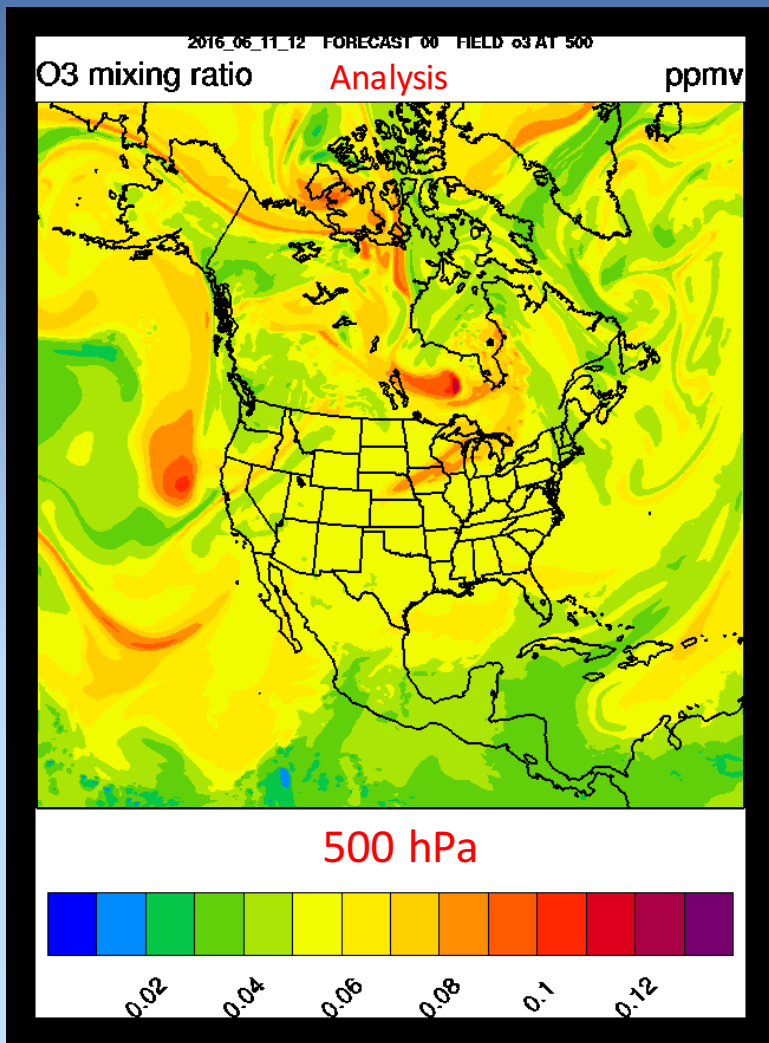 2016_06_11_12 FORECAST 00 FIELD o3 AT 500
O3 mixing ratio Analysis ppmv
500 hPa
0.02 0.04 0.06 0.08 0.1 0.12